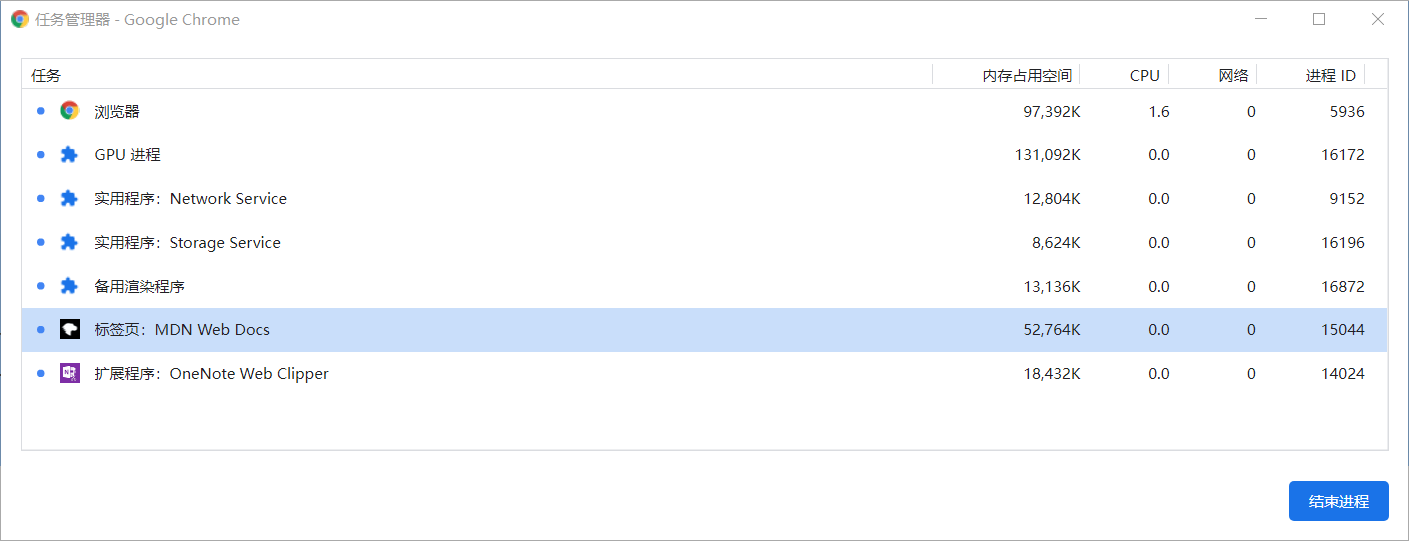 任务管理器 - Google Chrome
任务 内存占用空间 CPU 网络 进程 ID
浏览器 97,392K 1.6 0 5936
GPU 进程 131,092K 0.0 0 16172
实用程序：Network Service 12,804K 0.0 0 9152
实用程序：Storage Service 8,624K 0.0 0 16196
备用渲染程序 13,136K 0.0 0 16872
标签页：MDN Web Docs 52,764K 0.0 0 15044
扩展程序：OneNote Web Clipper 18,432K 0.0 0 14024
结束进程